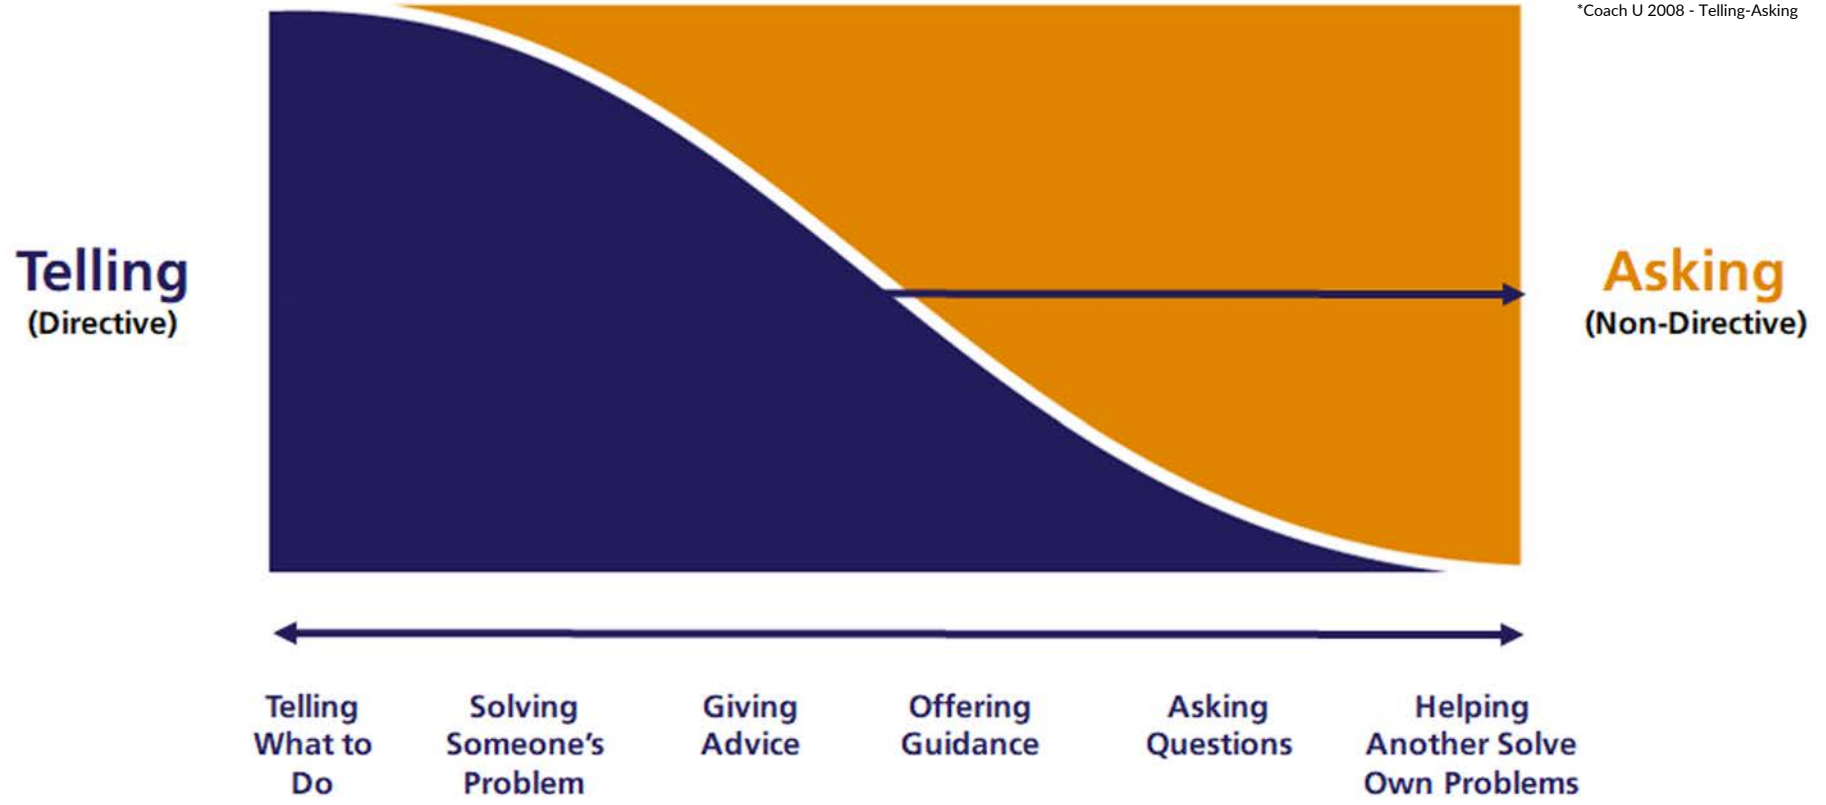 *Coach U 2008 - Telling-Asking
Telling
(Directive)
Asking
(Non-Directive)
Telling
What to
Do
Solving
Someone's
Problem
Giving
Advice
Offering
Guidance
Asking
Questions
Helping
Another Solve
Own Problems